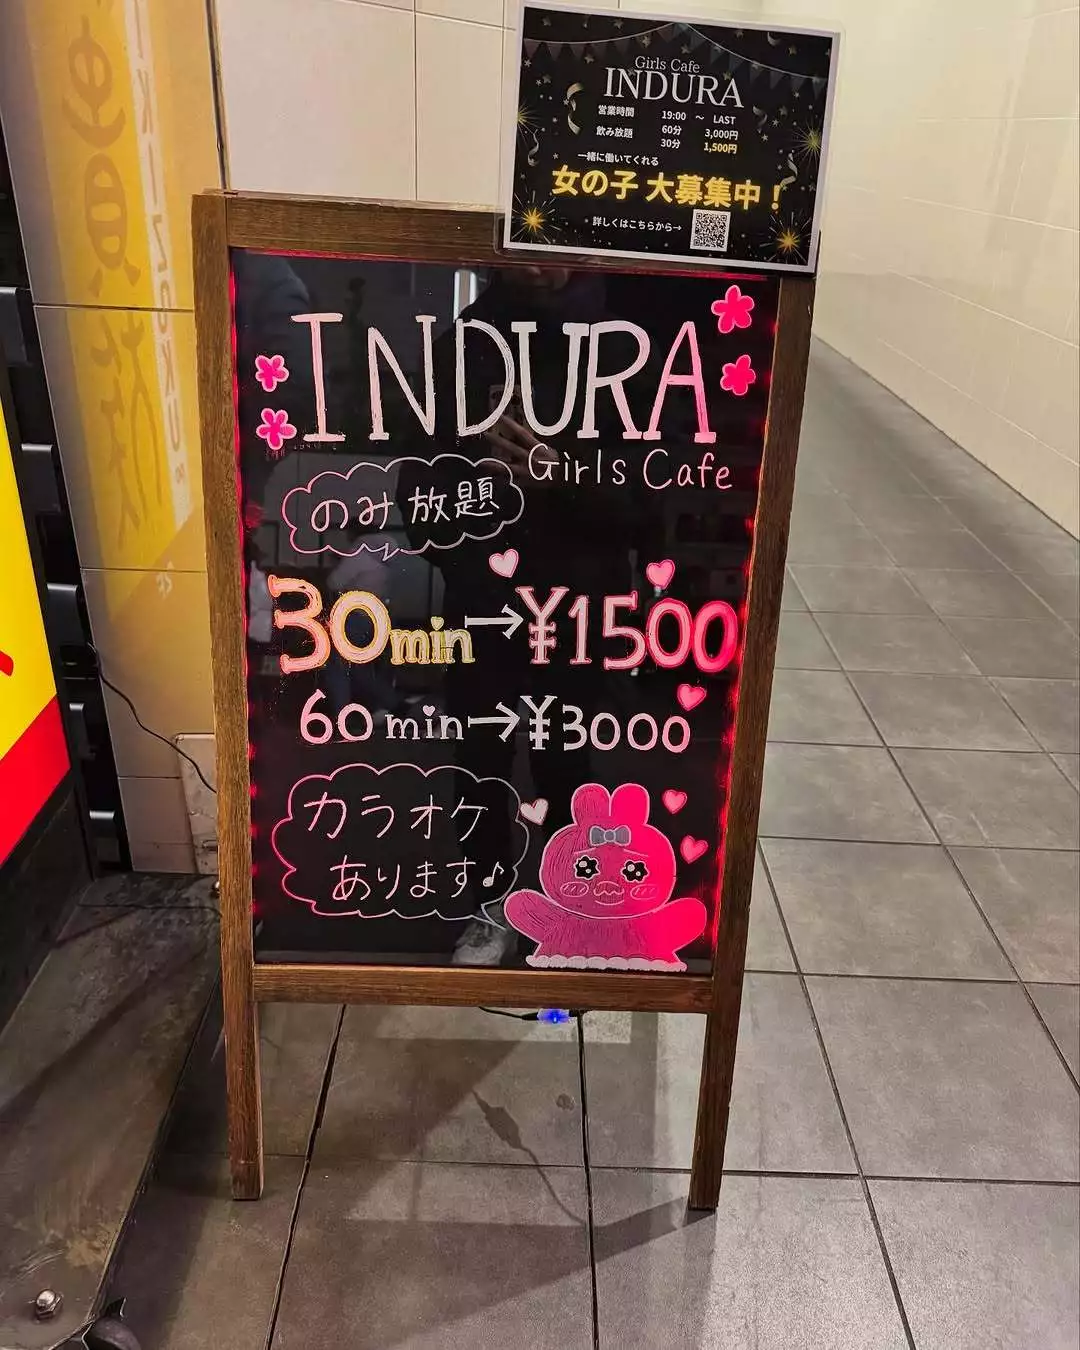 Girls Cafe
INDURA
営業時間 19:00 ～ LAST
飲み放題 60分 3,000円
30分 1,500円
一緒に働いてくれる
女の子 大募集中！
詳しくはこちらから→
INDURA
Girls Cafe
のみ放題
30min→¥1500
60min→¥3000
カラオケ
あります♪
IKIZOKU